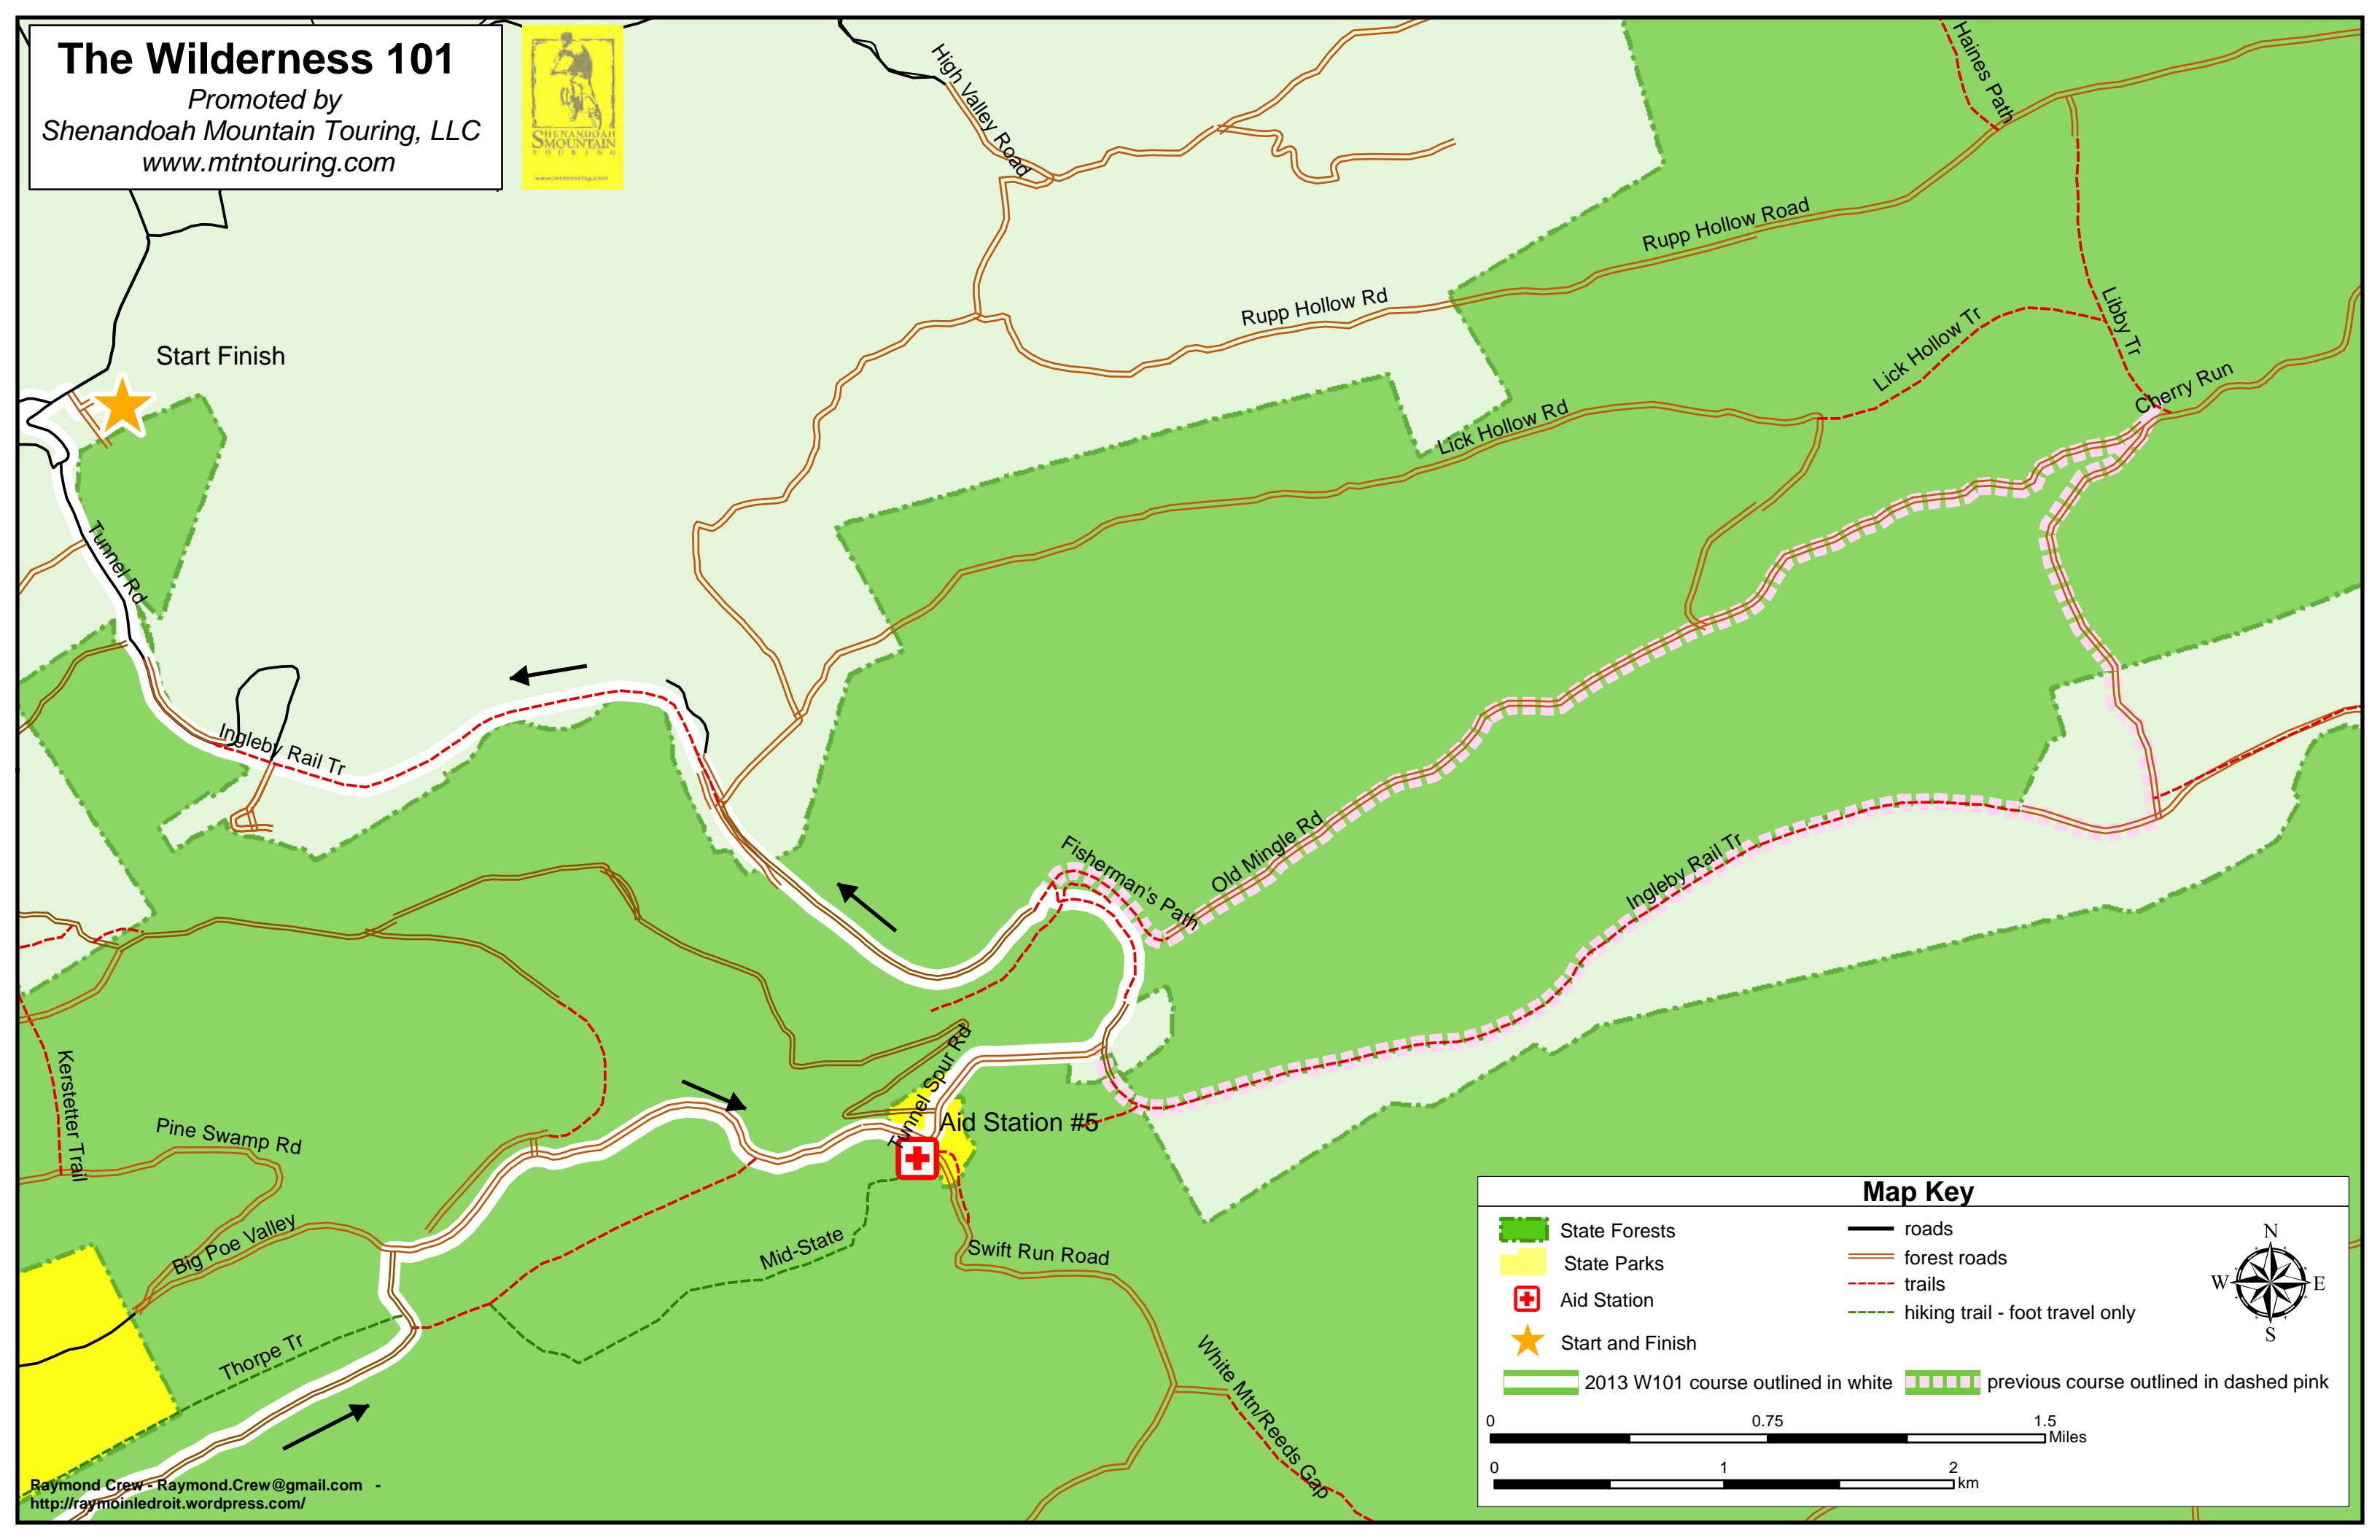 The Wilderness 101
Promoted by
Shenandoah Mountain Touring, LLC
www.mtntouring.com
SHENANDOAH
MOUNTAIN
TOURING
www.mtntouring.com
High Valley Road
Haines Path
Rupp Hollow Road
Rupp Hollow Rd
Libby Tr
Lick Hollow Tr
Cherry Run
Lick Hollow Rd
Start Finish
Tunnel Rd
Ingleby Rail Tr
Fisherman's Path
Old Mingle Rd
Ingleby Rail Tr
Kerstetter Trail
Pine Swamp Rd
Tunnel Spur Rd
Aid Station #5
Big Poe Valley
Mid-State
Swift Run Road
Thorpe Tr
White Mtn/Reeds Gap
Raymond Crew - Raymond.Crew@gmail.com -
http://raymoinledroit.wordpress.com/
Map Key
State Forests
State Parks
Aid Station
Start and Finish
roads
forest roads
trails
hiking trail - foot travel only
N
W E
S
2013 W101 course outlined in white
previous course outlined in dashed pink
0 0.75 1.5
Miles
0 1 2
km